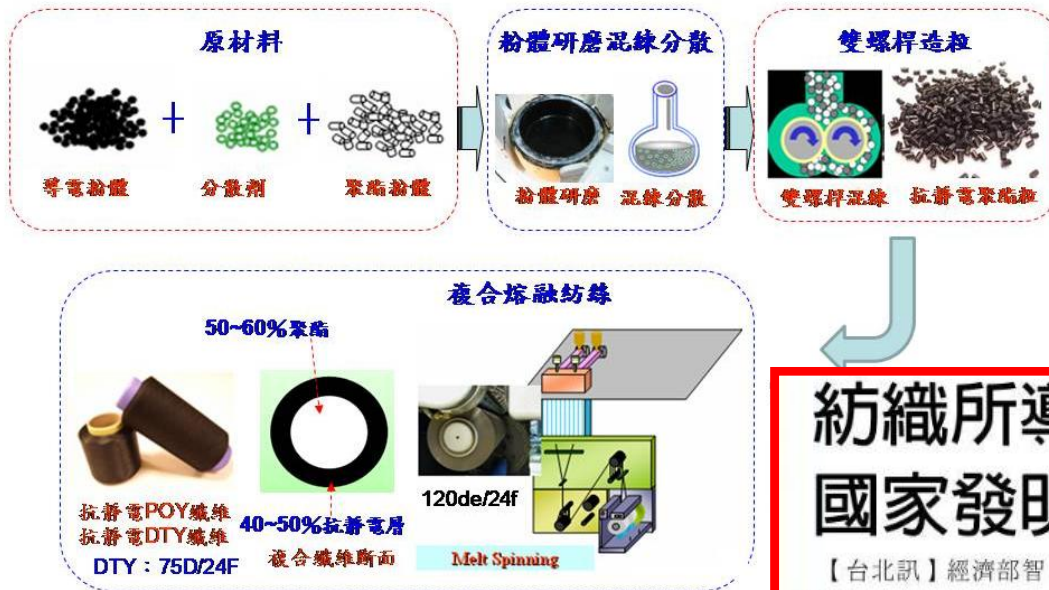 原材料
導電粉體
分散劑
聚酯粉體
粉體研磨混練分散
粉體研磨
混練分散
雙螺桿造粒
雙螺桿混練
抗靜電聚酯粒
複合熔融紡絲
50~60%聚酯
抗靜電POY纖維
抗靜電DTY纖維
DTY：75D/24F
40~50%抗靜電層
複合纖維斷面
120de/24f
Melt Spinning
紡織所導
國家發明
【台北訊】經濟部智